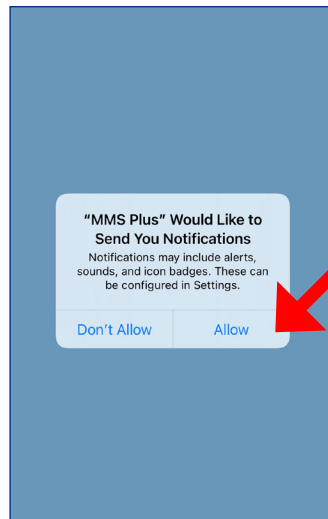 “MMS Plus” Would Like to
Send You Notifications
Notifications may include alerts,
sounds, and icon badges. These can
be configured in Settings.
Don’t Allow
Allow